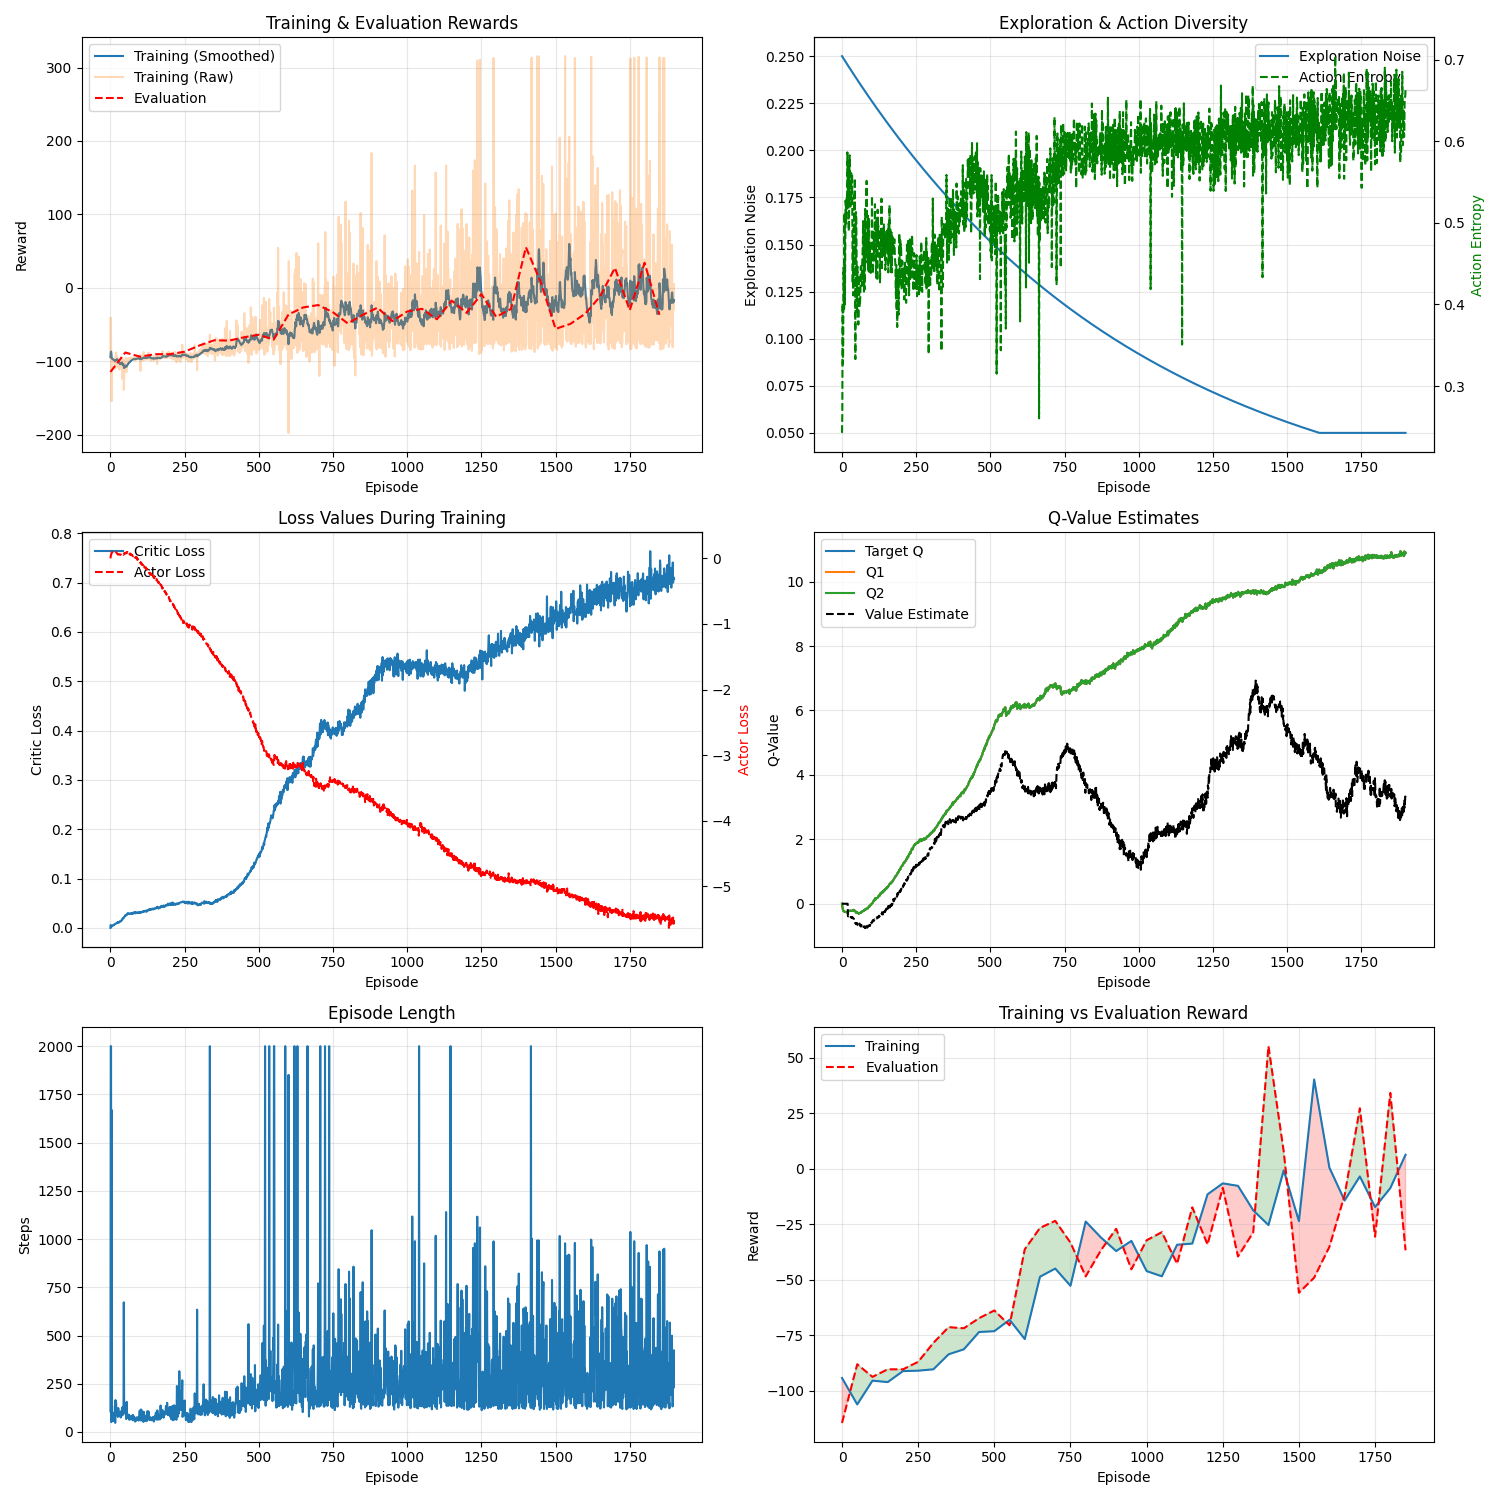 Training & Evaluation Rewards
Training (Smoothed)
Training (Raw)
Evaluation
300
200
100
0
−100
−200
Reward
0 250 500 750 1000 1250 1500 1750
Episode
Exploration & Action Diversity
Exploration Noise
Action Entropy
0.250
0.225
0.200
0.175
0.150
0.125
0.100
0.075
0.050
Exploration Noise
0.7
0.6
0.5
0.4
0.3
Action Entropy
0 250 500 750 1000 1250 1500 1750
Episode
Loss Values During Training
Critic Loss
Actor Loss
0.8
0.7
0.6
0.5
0.4
0.3
0.2
0.1
0.0
Critic Loss
0
−1
−2
−3
−4
−5
Actor Loss
0 250 500 750 1000 1250 1500 1750
Episode
Q-Value Estimates
Target Q
Q1
Q2
Value Estimate
10
8
6
4
2
0
Q-Value
0 250 500 750 1000 1250 1500 1750
Episode
Episode Length
2000
1750
1500
1250
1000
750
500
250
0
Steps
0 250 500 750 1000 1250 1500 1750
Episode
Training vs Evaluation Reward
Training
Evaluation
50
25
0
−25
−50
−75
−100
Reward
0 250 500 750 1000 1250 1500 1750
Episode